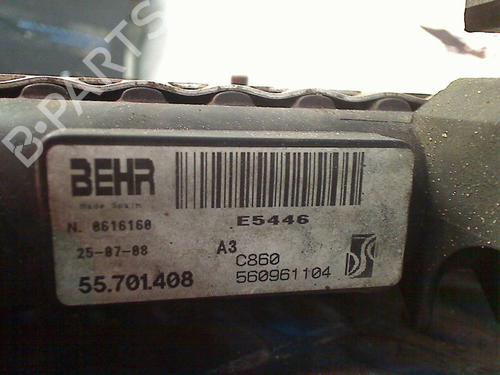 B-PARTS
BEHR
Made Spain
E5446
N. 0616160
25-07-08
A3
C860
55.701.408
560961104